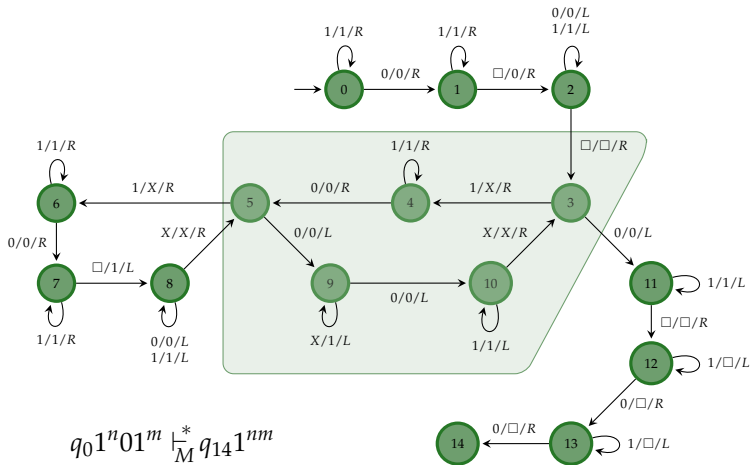 0/0/L
1/1/R 1/1/R 1/1/L
0/0/R □/0/R
0 1 2
1/1/R 1/1/R □/□/R
1/X/R 0/0/R 1/X/R
6 5 4 3
0/0/R X/X/R 0/0/L X/X/R 0/0/L
□/1/L 0/0/L
7 8 9 10 11 1/1/L
1/1/R 0/0/L X/1/L 1/1/L □/□/R
1/1/L
12 1/□/L
0/□/R
q₀1ⁿ01ᵐ ⊢*M q₁₄1ⁿᵐ 14 0/□/R 13 1/□/L